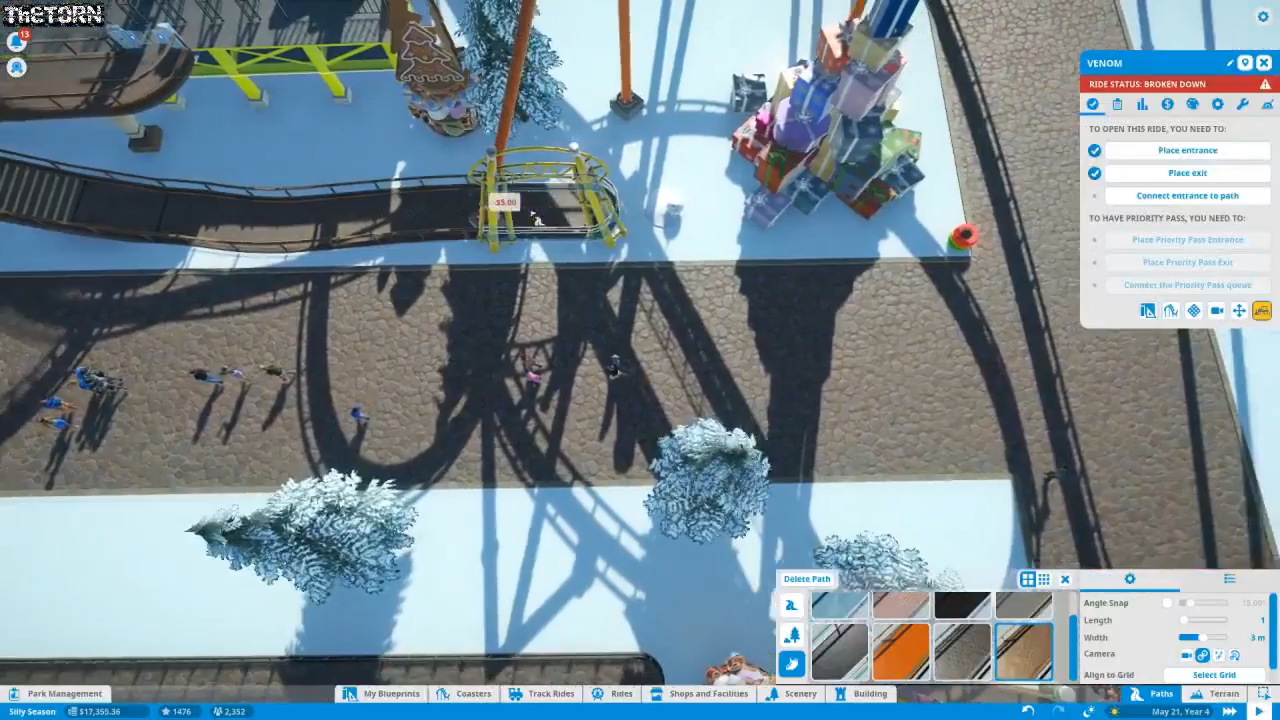 THETORN
13
VENOM
RIDE STATUS: BROKEN DOWN
TO OPEN THIS RIDE, YOU NEED TO:
Place entrance
Place exit
Connect entrance to path
TO HAVE PRIORITY PASS, YOU NEED TO:
Place Priority Pass Entrance
Place Priority Pass Exit
Connect the Priority Pass queue
-$5.00
Delete Path
Angle Snap 15.00°
Length 1
Width 3 m
Camera
Align to Grid Select Grid
Park Management My Blueprints Coasters Track Rides Rides Shops and Facilities Scenery Building Paths Terrain
Silly Season $17,355.36 1476 2,352 May 21, Year 4